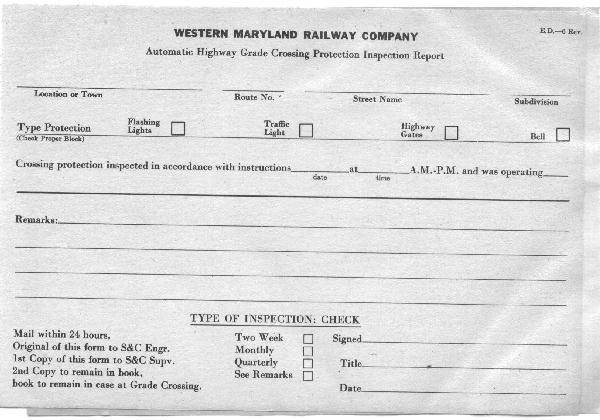 WESTERN MARYLAND RAILWAY COMPANY
E.D.—6 Rev.
Automatic Highway Grade Crossing Protection Inspection Report
Location or Town Route No. Street Name Subdivision
Type Protection Flashing Lights Traffic Light Highway Gates Bell
(Check Proper Block)
Crossing protection inspected in accordance with instructions at A.M.-P.M. and was operating
date time
Remarks:
TYPE OF INSPECTION: CHECK
Mail within 24 hours,
Original of this form to S&C Engr.
1st Copy of this form to S&C Supv.
2nd Copy to remain in book,
book to remain in case at Grade Crossing.
Two Week
Monthly
Quarterly
See Remarks
Signed
Title
Date